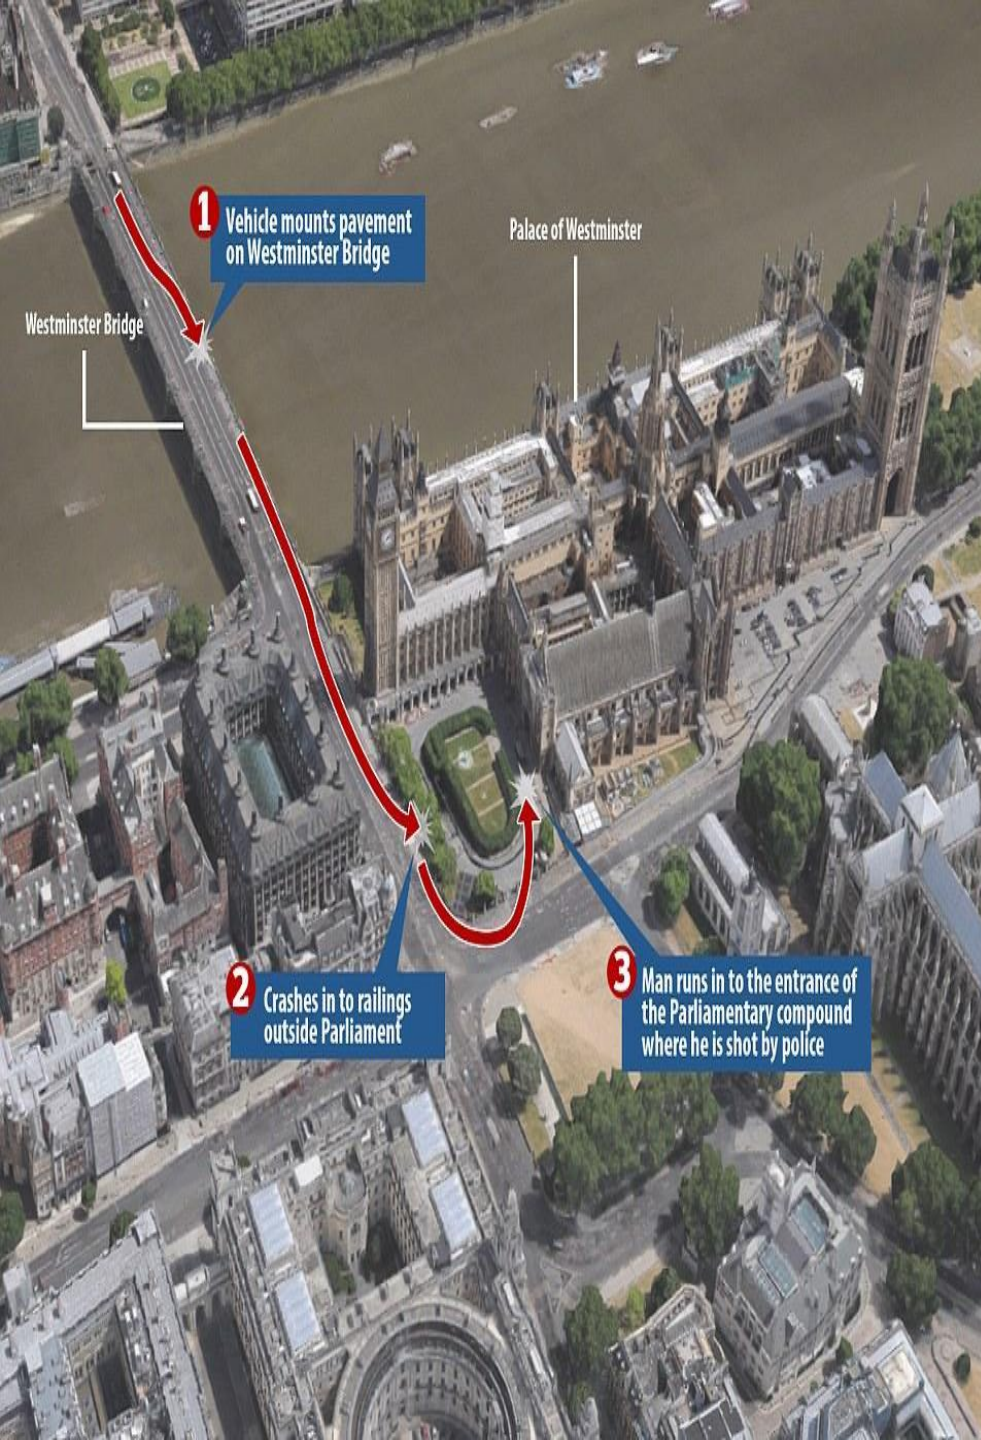 1
Vehicle mounts pavement
on Westminster Bridge
Palace of Westminster
Westminster Bridge
2
Crashes in to railings
outside Parliament
3
Man runs in to the entrance of
the Parliamentary compound
where he is shot by police